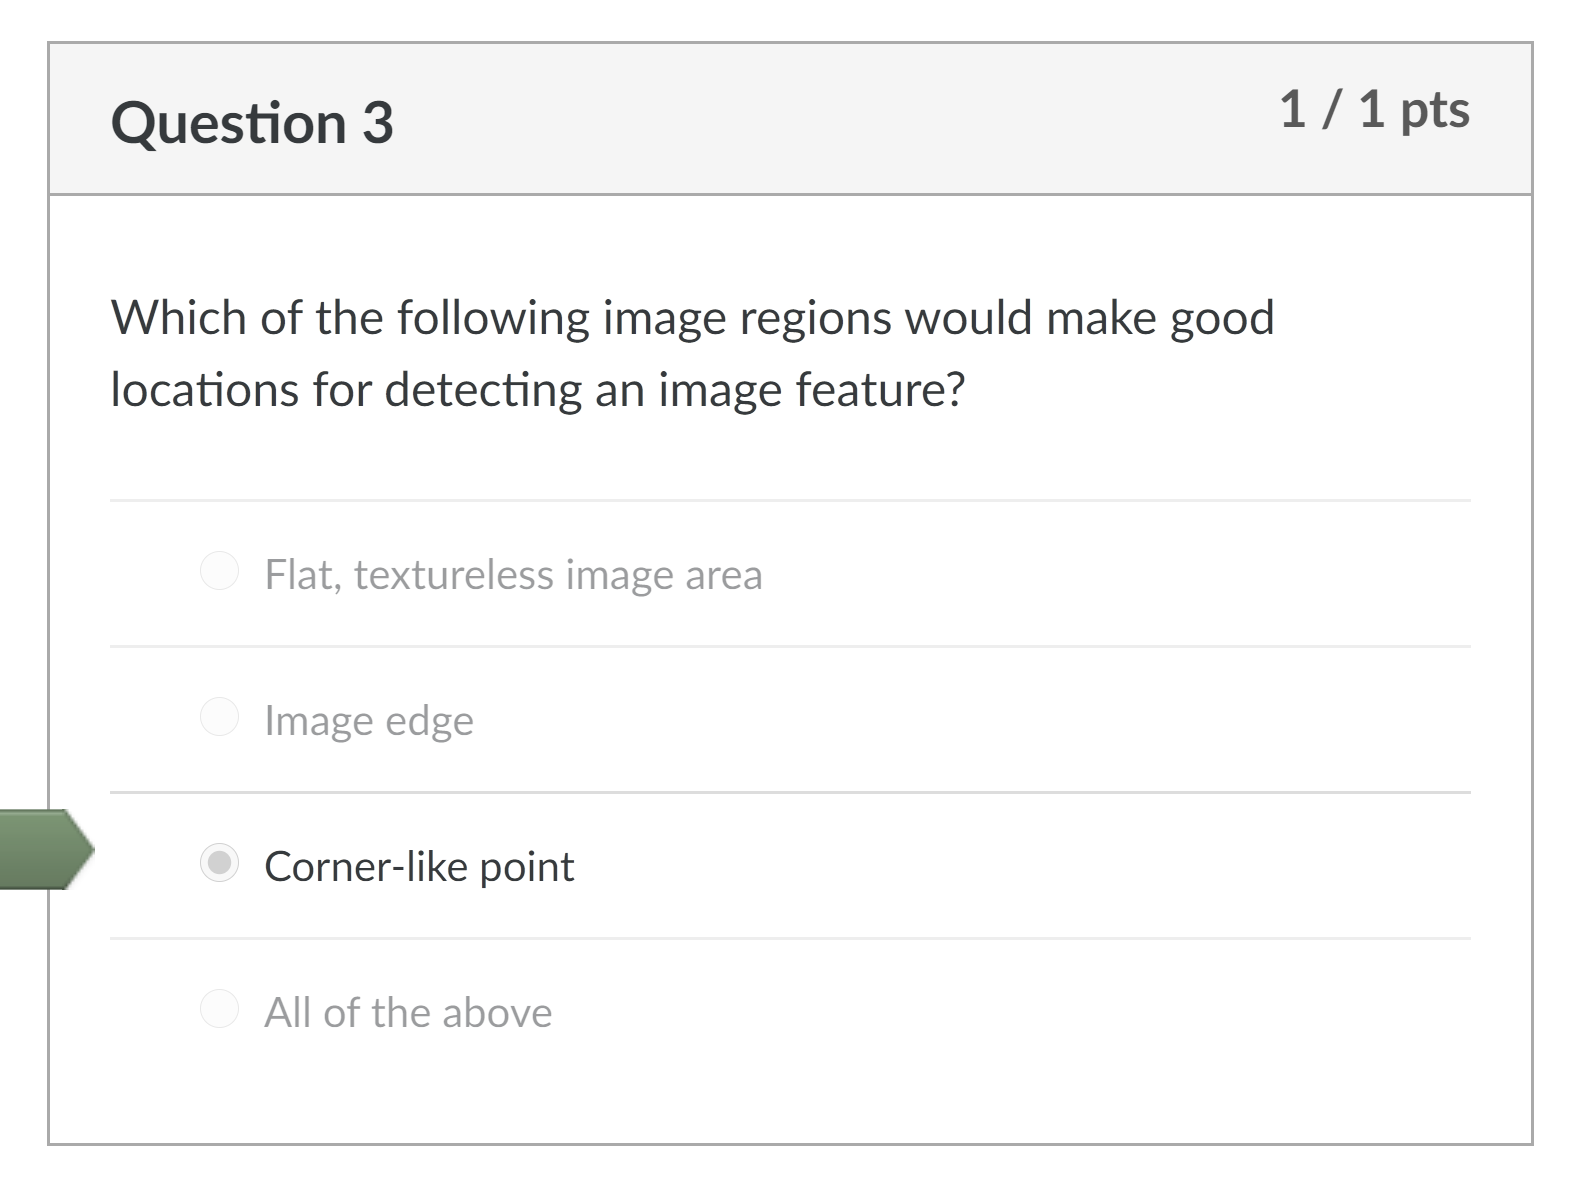 Question 3
1 / 1 pts
Which of the following image regions would make good
locations for detecting an image feature?
Flat, textureless image area
Image edge
Corner-like point
All of the above